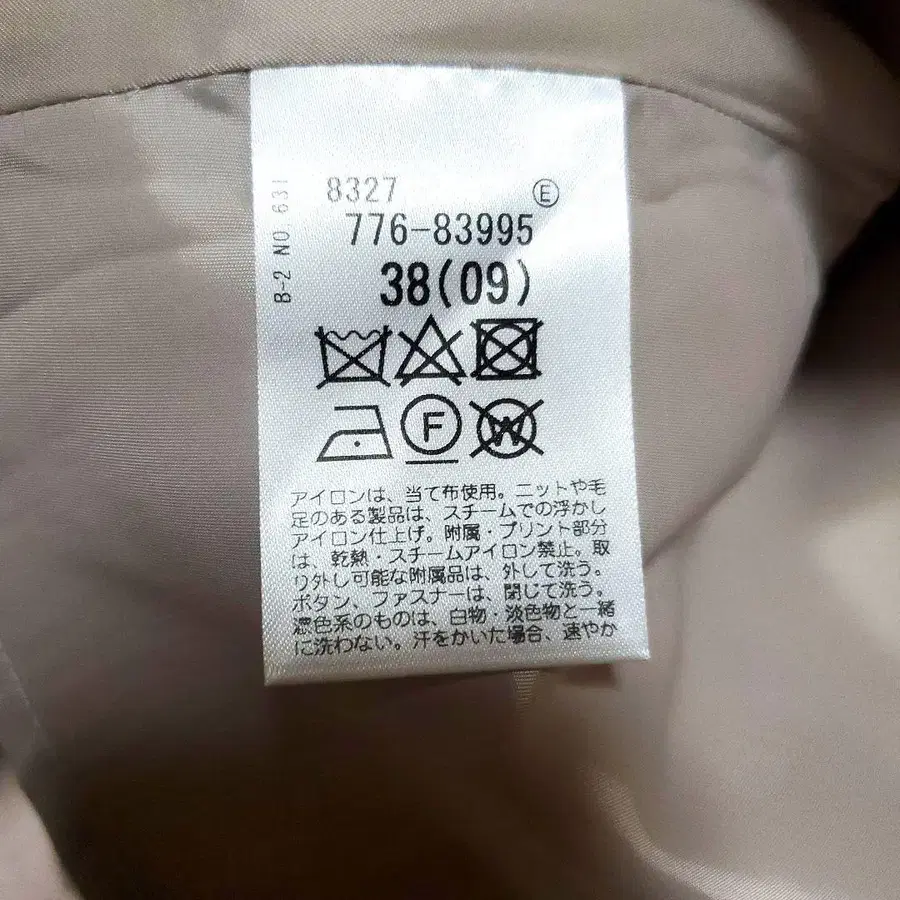 8327 Ⓔ
776-83995
38(09)
B-2 NO.631
F
W
アイロンは、当て布使用。ニットや毛
足のある製品は、スチームでの浮かし
アイロン仕上げ。附属・プリント部分
は、乾熱・スチームアイロン禁止。取
り外し可能な附属品は、外して洗う。
ボタン、ファスナーは、閉じて洗う。
濃色系のものは、白物・淡色物と一緒
に洗わない。汗をかいた場合、速やか